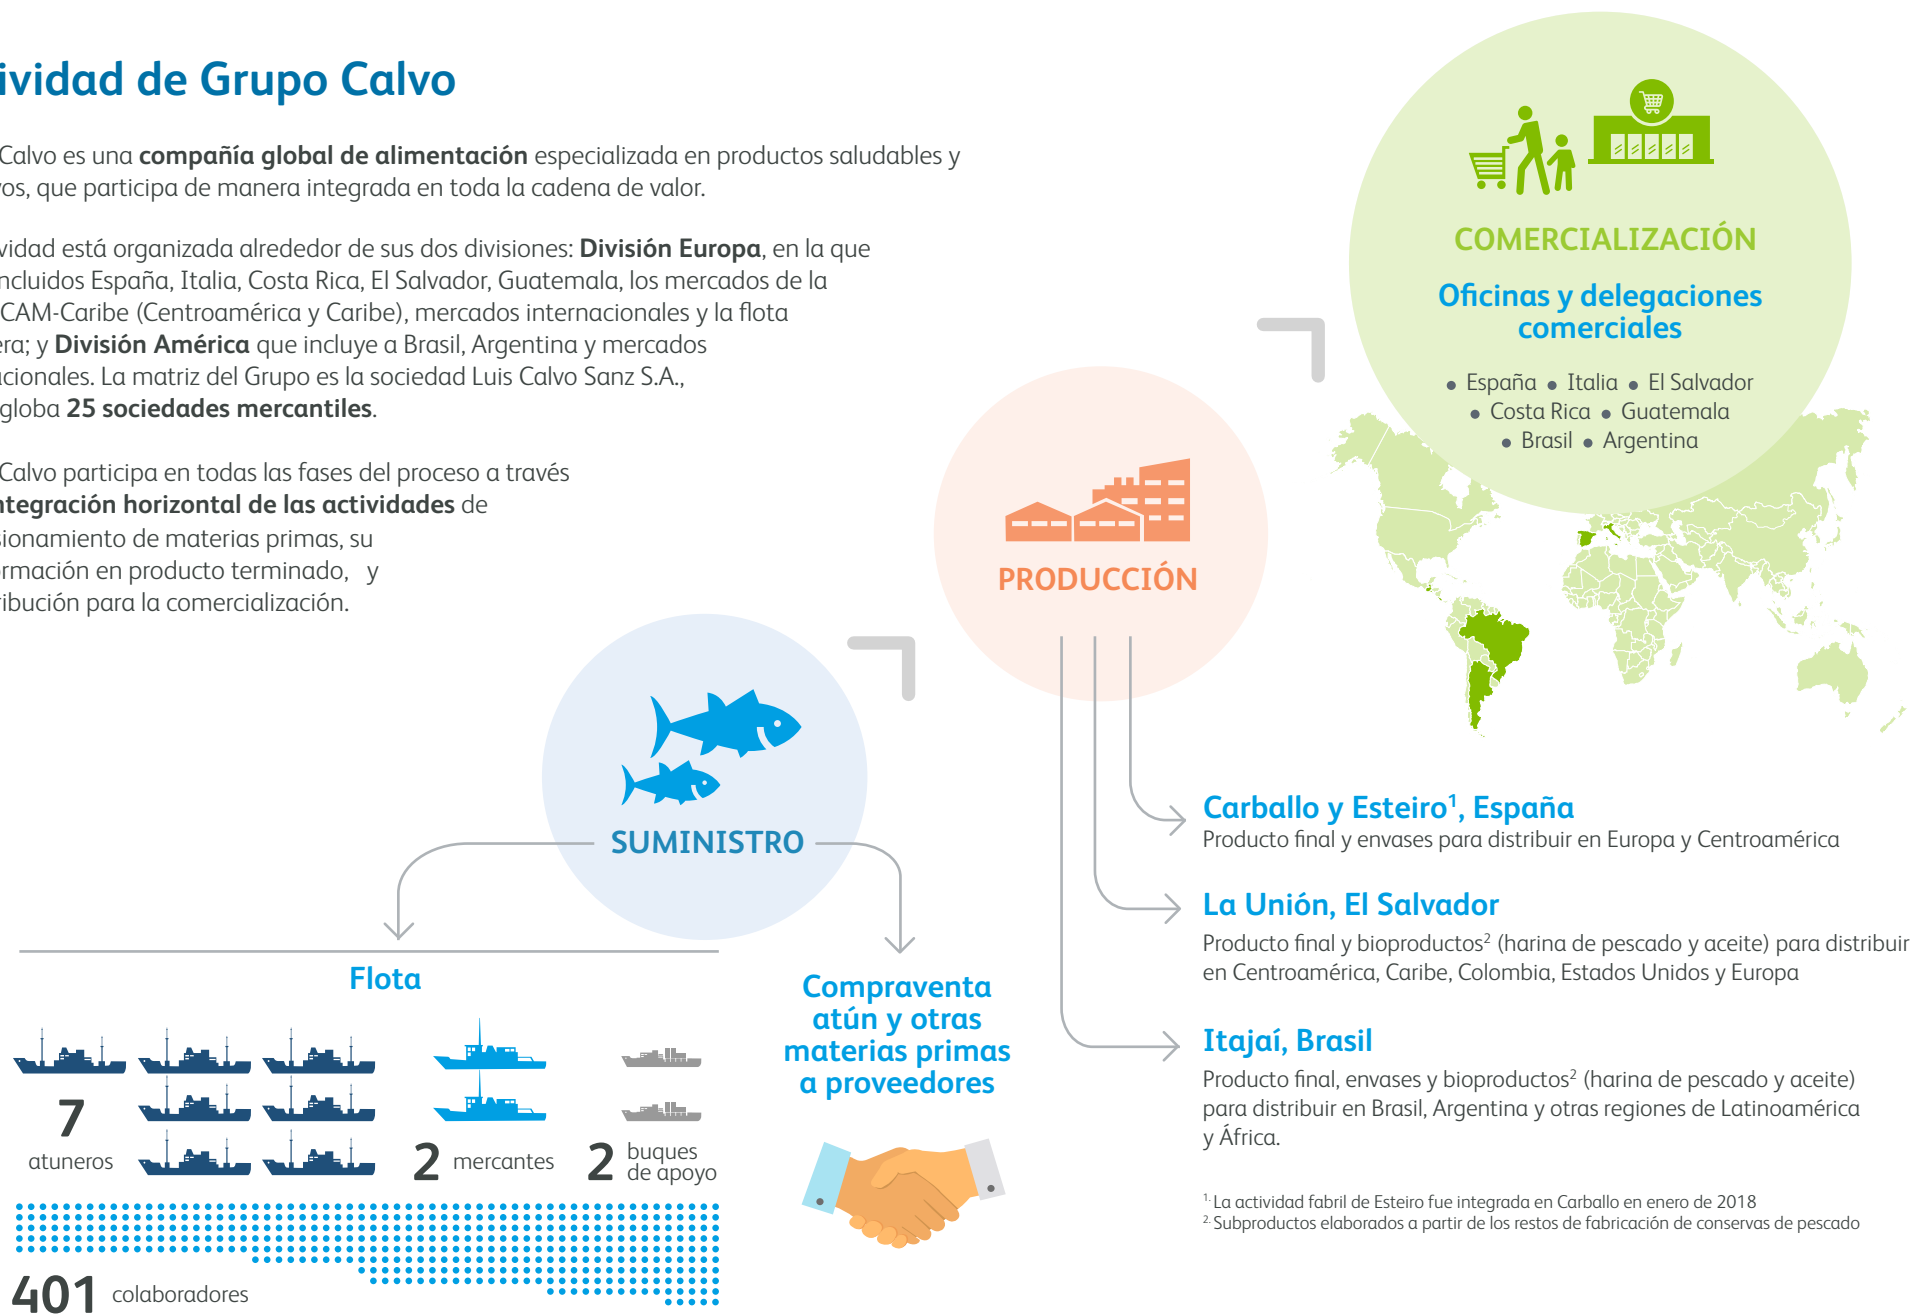 ividad de Grupo Calvo
Calvo es una compañía global de alimentación especializada en productos saludables y
vos, que participa de manera integrada en toda la cadena de valor.
vidad está organizada alrededor de sus dos divisiones: División Europa, en la que
ncluidos España, Italia, Costa Rica, El Salvador, Guatemala, los mercados de la
CAM-Caribe (Centroamérica y Caribe), mercados internacionales y la flota
era; y División América que incluye a Brasil, Argentina y mercados
acionales. La matriz del Grupo es la sociedad Luis Calvo Sanz S.A.,
globa 25 sociedades mercantiles.
Calvo participa en todas las fases del proceso a través
ntegración horizontal de las actividades de
sionamiento de materias primas, su
ormación en producto terminado, y
ribución para la comercialización.
SUMINISTRO
Flota
7
atuneros
2 mercantes
2 buques
de apoyo
401 colaboradores
Compraventa
atún y otras
materias primas
a proveedores
PRODUCCIÓN
Carballo y Esteiro¹, España
Producto final y envases para distribuir en Europa y Centroamérica
La Unión, El Salvador
Producto final y bioproductos² (harina de pescado y aceite) para distribuir
en Centroamérica, Caribe, Colombia, Estados Unidos y Europa
Itajaí, Brasil
Producto final, envases y bioproductos² (harina de pescado y aceite)
para distribuir en Brasil, Argentina y otras regiones de Latinoamérica
y África.
1. La actividad fabril de Esteiro fue integrada en Carballo en enero de 2018
2. Subproductos elaborados a partir de los restos de fabricación de conservas de pescado
COMERCIALIZACIÓN
Oficinas y delegaciones
comerciales
• España • Italia • El Salvador
• Costa Rica • Guatemala
• Brasil • Argentina